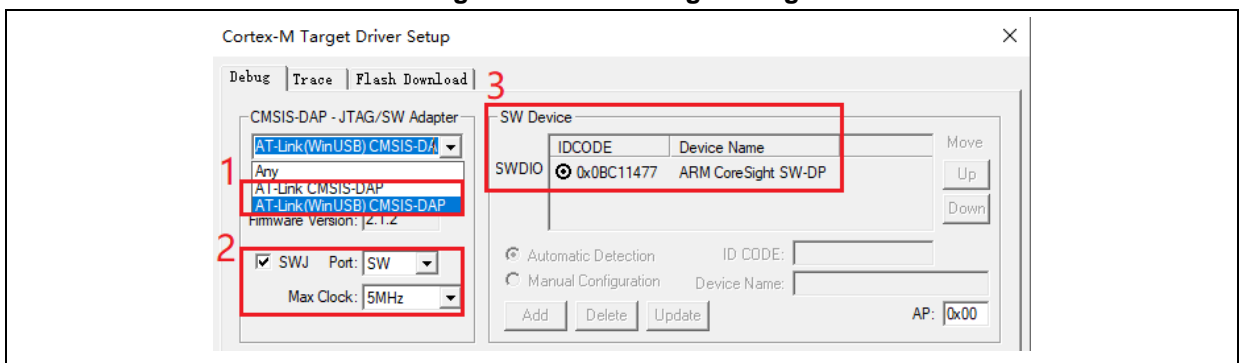 Cortex-M Target Driver Setup
Debug Trace Flash Download
3
CMSIS-DAP - JTAG/SW Adapter
AT-Link(WinUSB) CMSIS-DA
1
Any
AT-Link CMSIS-DAP
AT-Link(WinUSB) CMSIS-DAP
Firmware Version: 2.1.2
2
SWJ Port: SW
Max Clock: 5MHz
SW Device
IDCODE Device Name
SWDIO 0x0BC11477 ARM CoreSight SW-DP
Move
Up
Down
Automatic Detection ID CODE:
Manual Configuration Device Name:
Add Delete Update AP: 0x00